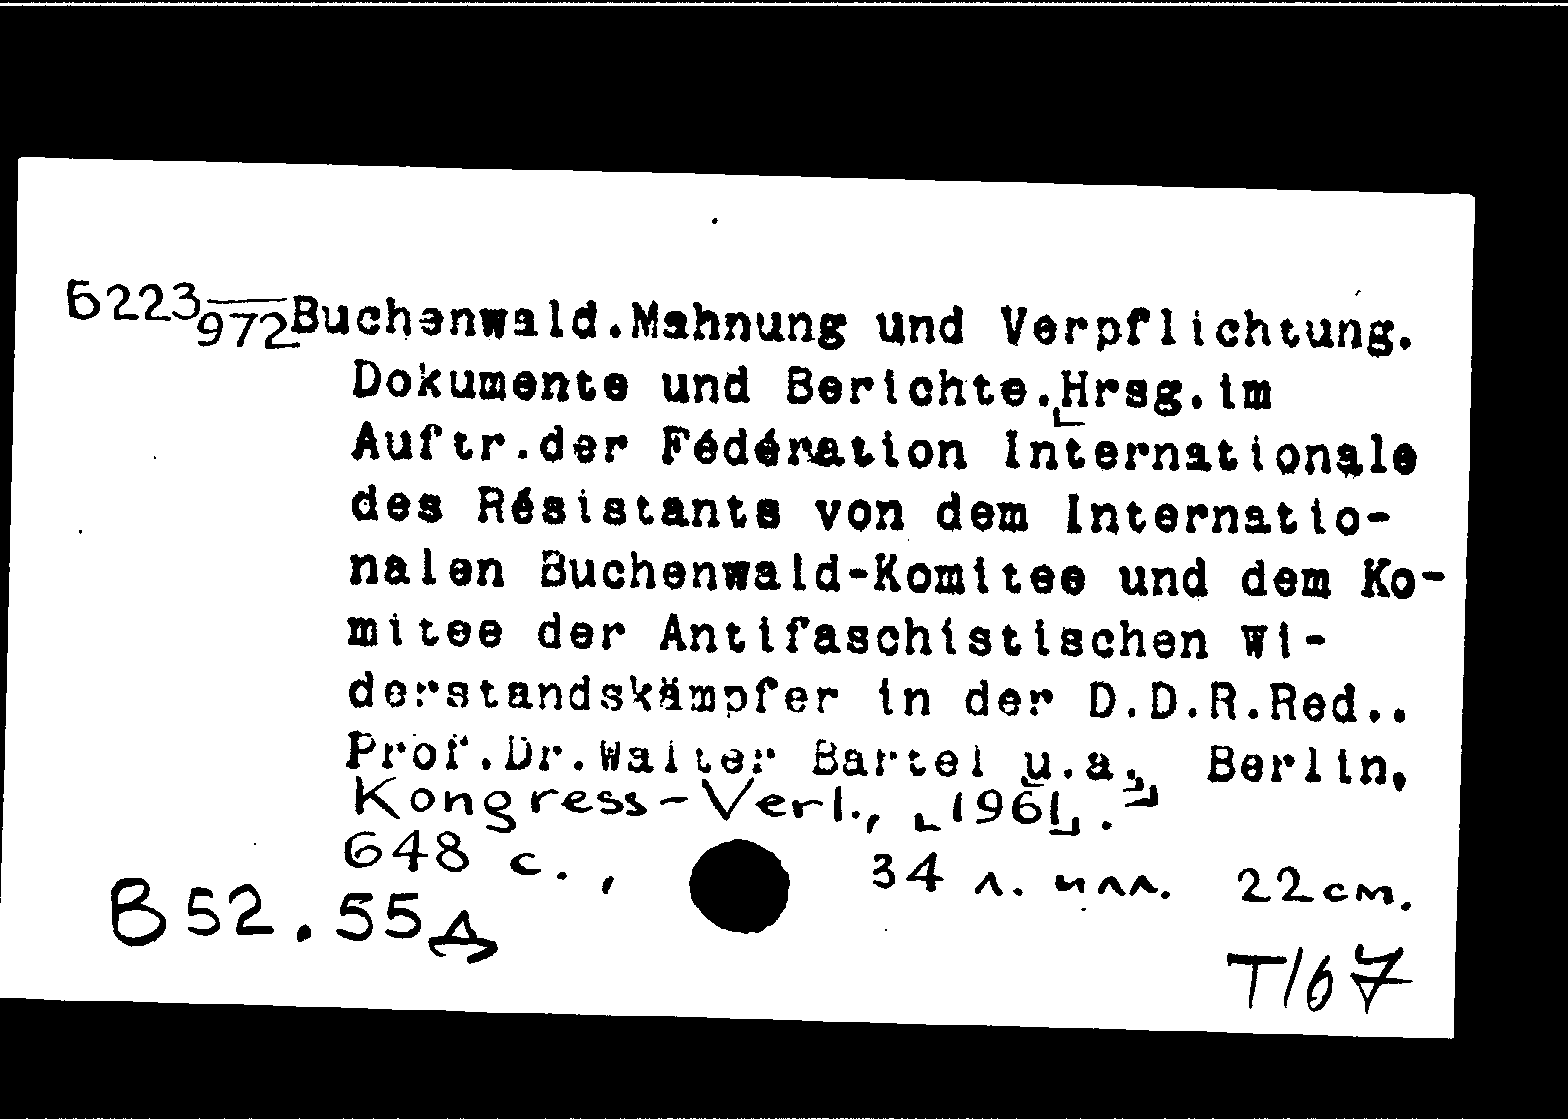 Б223
972 Buchenwald.Mahnung und Verpflichtung.
Dokumente und Berichte.[Hrsg.im
Auftr.der Fédération Internationale
des Résistants von dem Internatio-
nalen Buchenwald-Komitee und dem Ko-
mitee der Antifaschistischen Wi-
derstandskämpfer in der D.D.R.Red..
Prof.Dr.Walter Bartel u.a.] Berlin,
Kongress-Verl., [1961].
648 с., 34 л. илл. 22 см.
В 52.55д
Т/67